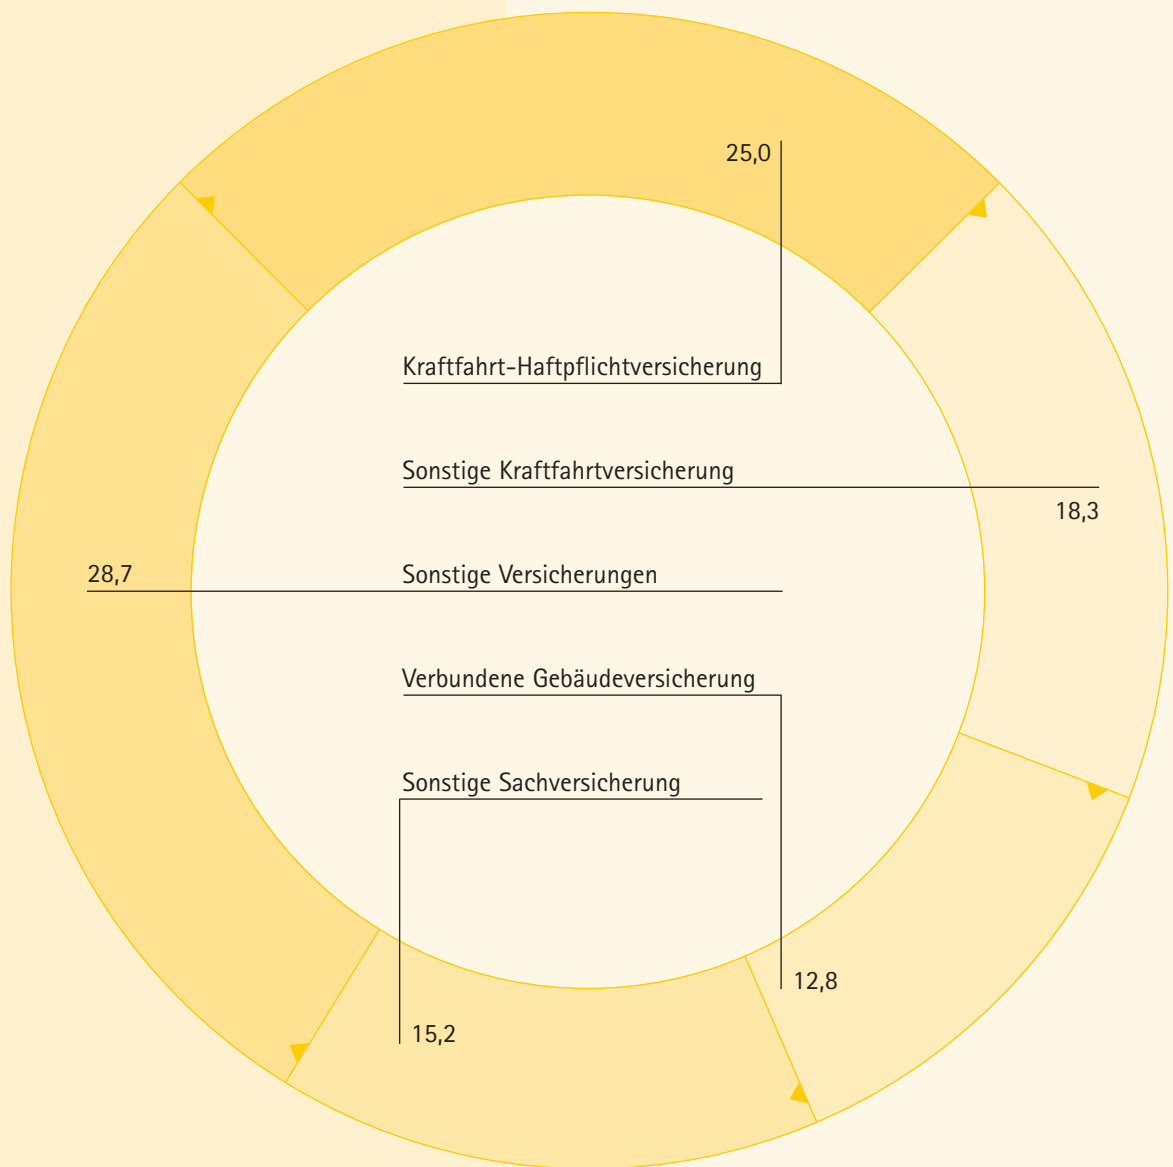 25,0
Kraftfahrt-Haftpflichtversicherung
Sonstige Kraftfahrtversicherung
18,3
28,7
Sonstige Versicherungen
Verbundene Gebäudeversicherung
Sonstige Sachversicherung
12,8
15,2